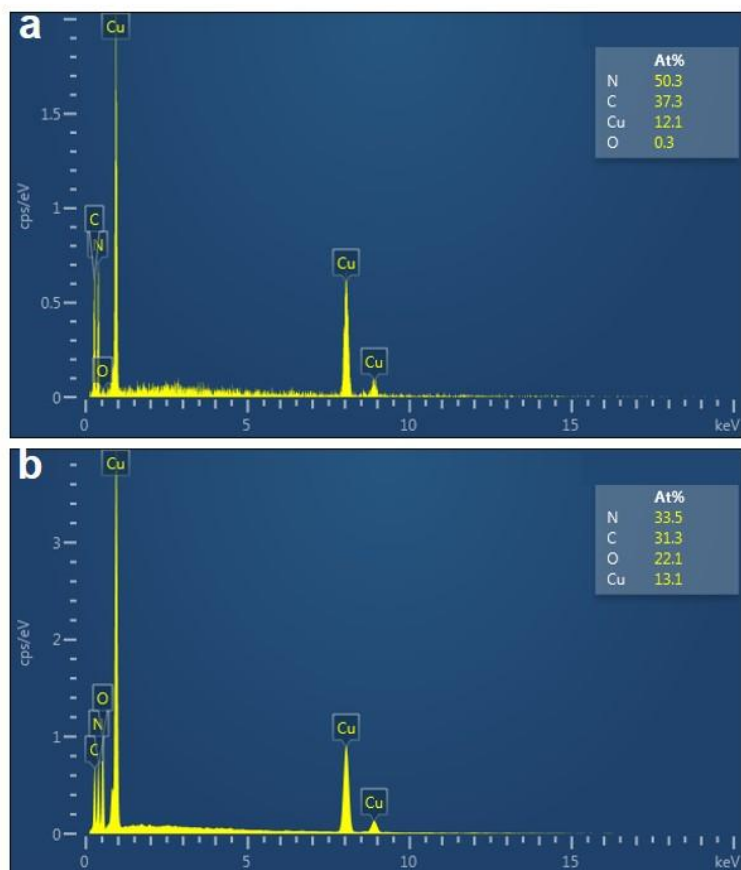 a
Cu
At%
N 50.3
C 37.3
Cu 12.1
O 0.3
1.5
cps/eV
1
C
N
Cu
0.5
Cu
O
0
0 5 10 15 keV
b
Cu
At%
N 33.5
C 31.3
O 22.1
Cu 13.1
3
cps/eV
2
O
N
Cu
1
C
Cu
0
0 5 10 15 keV